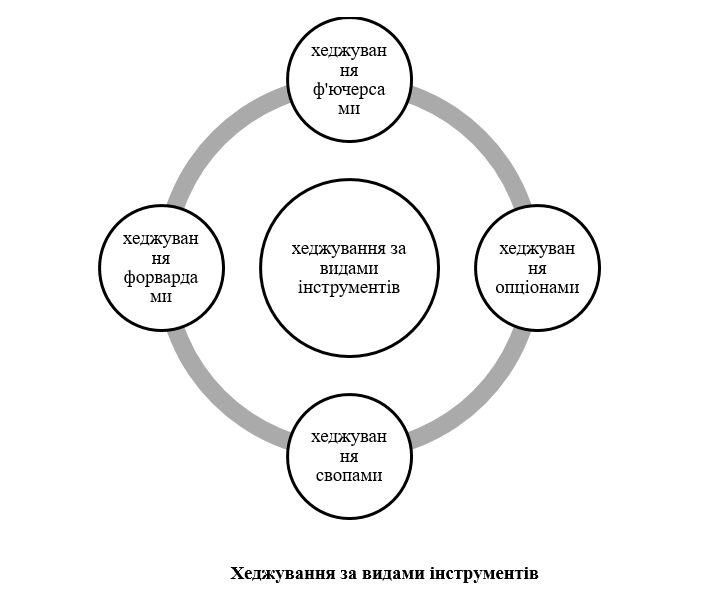 хеджуван
ня
ф'ючерса
ми
хеджуван
ня
форварда
ми
хеджування за
видами
інструментів
хеджуван
ня
опціонами
хеджуван
ня
свопами
Хеджування за видами інструментів